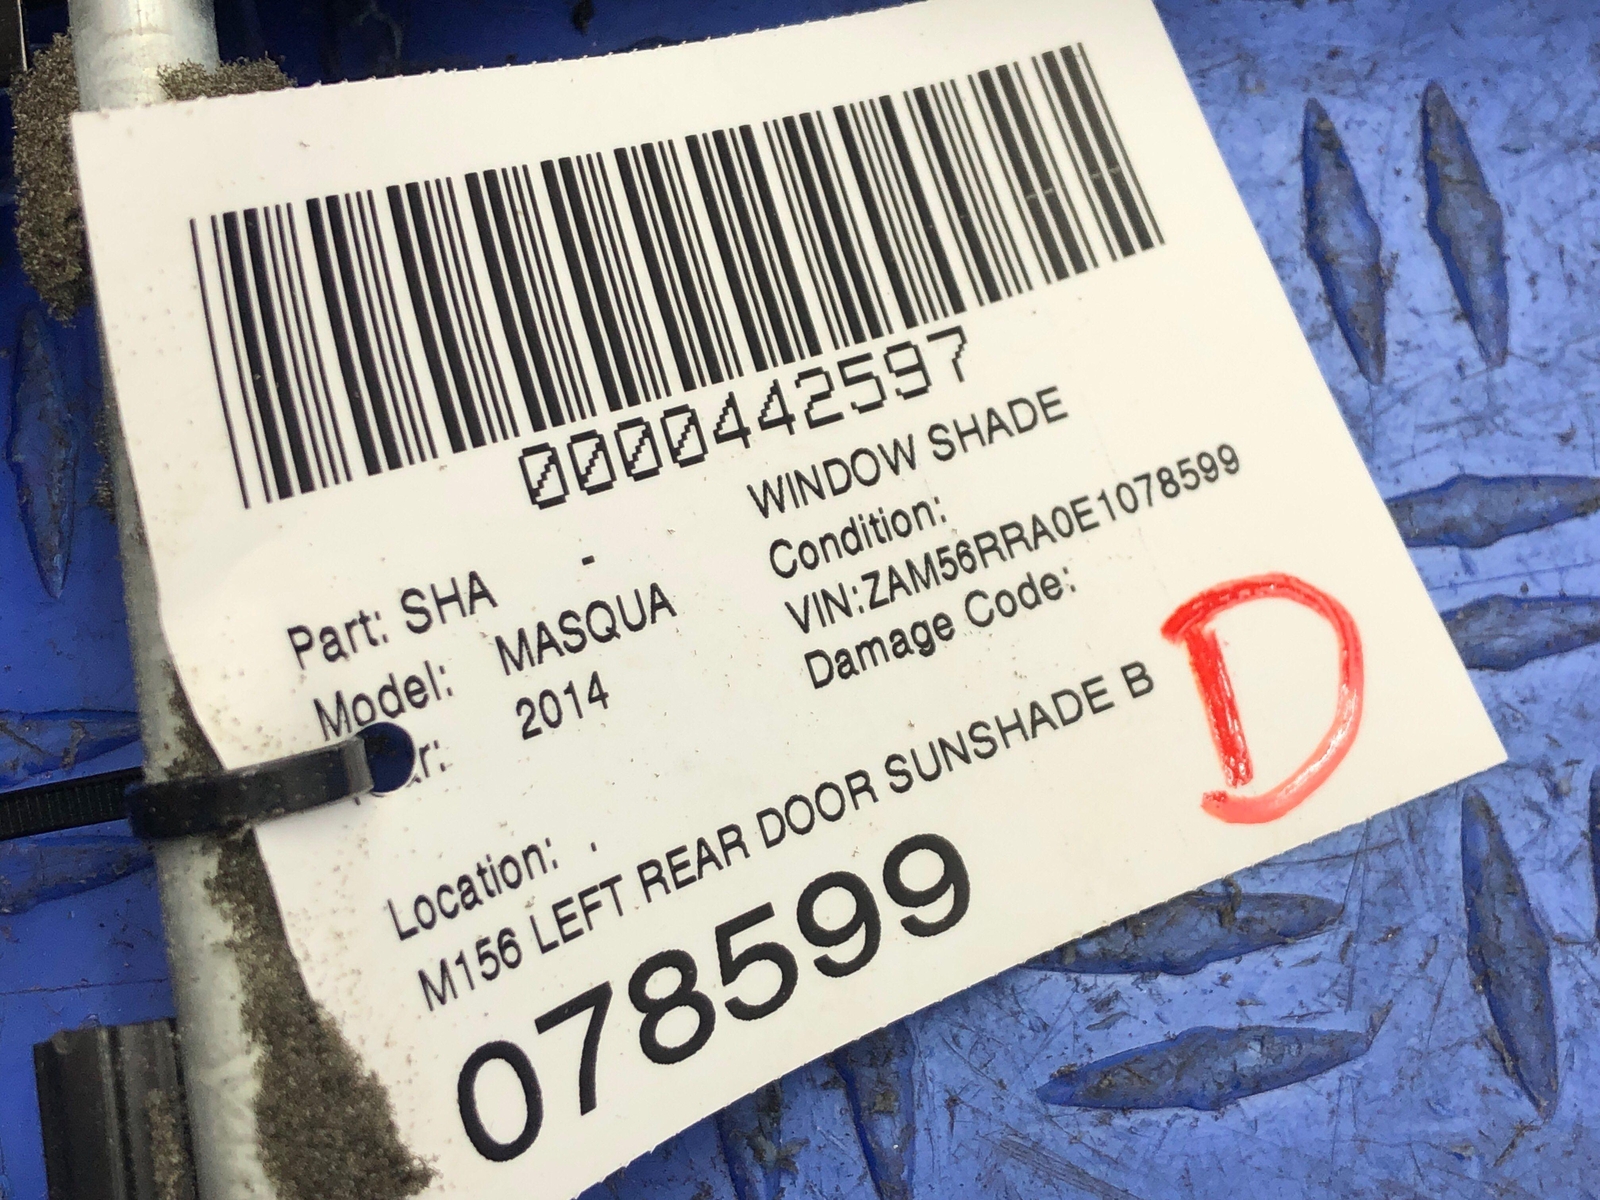 0000442597
Part: SHA - WINDOW SHADE
Model: MASQUA Condition:
r: 2014 VIN:ZAM56RRA0E1078599
Damage Code:
Location: .
M156 LEFT REAR DOOR SUNSHADE B
078599
D